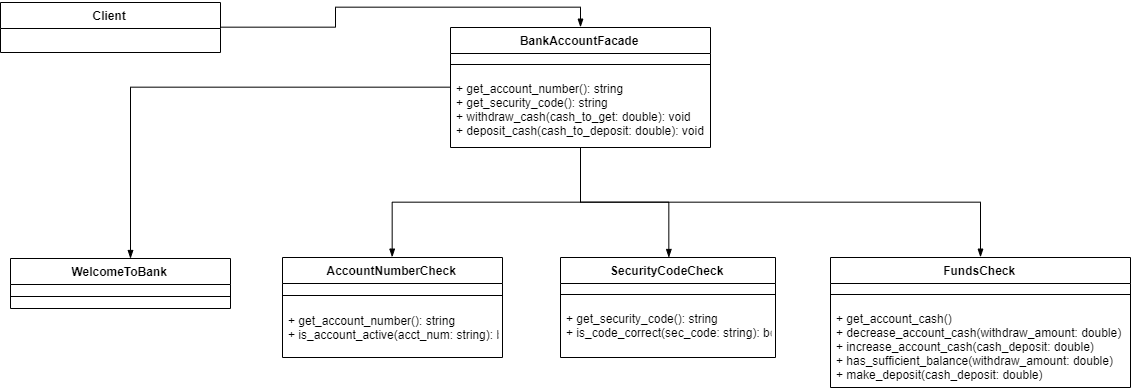 Client
BankAccountFacade
+ get_account_number(): string
+ get_security_code(): string
+ withdraw_cash(cash_to_get: double): void
+ deposit_cash(cash_to_deposit: double): void
WelcomeToBank
AccountNumberCheck
+ get_account_number(): string
+ is_account_active(acct_num: string):
SecurityCodeCheck
+ get_security_code(): string
+ is_code_correct(sec_code: string):
FundsCheck
+ get_account_cash()
+ decrease_account_cash(withdraw_amount: double)
+ increase_account_cash(cash_deposit: double)
+ has_sufficient_balance(withdraw_amount: double)
+ make_deposit(cash_deposit: double)